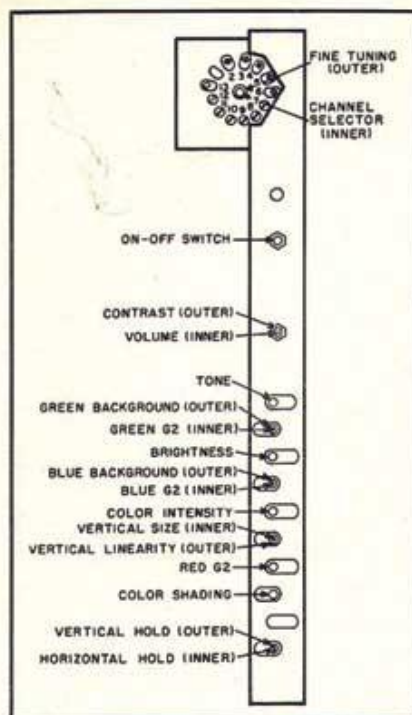 FINE TUNING
(OUTER)
CHANNEL
SELECTOR
(INNER)
ON-OFF SWITCH
CONTRAST (OUTER)
VOLUME (INNER)
TONE
GREEN BACKGROUND (OUTER)
GREEN G2 (INNER)
BRIGHTNESS
BLUE BACKGROUND (OUTER)
BLUE G2 (INNER)
COLOR INTENSITY
VERTICAL SIZE (INNER)
VERTICAL LINEARITY (OUTER)
RED G2
COLOR SHADING
VERTICAL HOLD (OUTER)
HORIZONTAL HOLD (INNER)